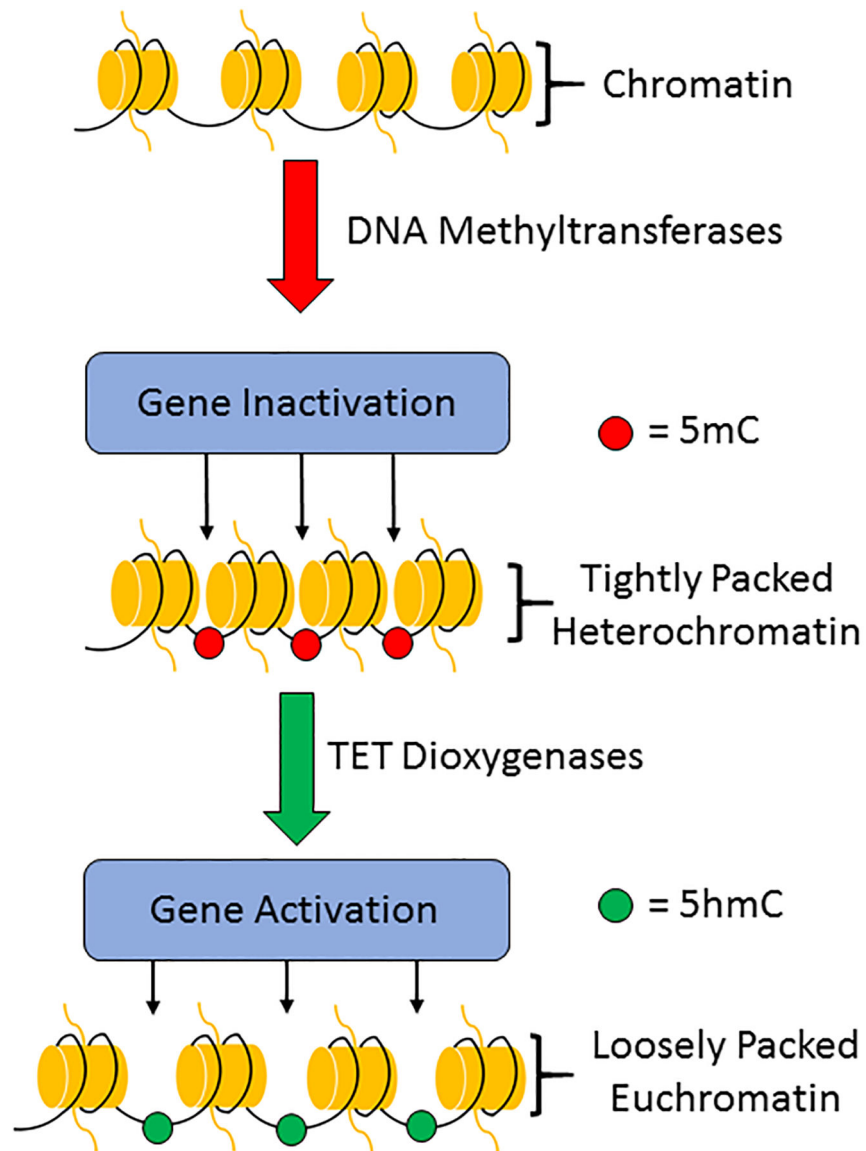 Chromatin
DNA Methyltransferases
Gene Inactivation
= 5mC
Tightly Packed
Heterochromatin
TET Dioxygenases
Gene Activation
= 5hmC
Loosely Packed
Euchromatin